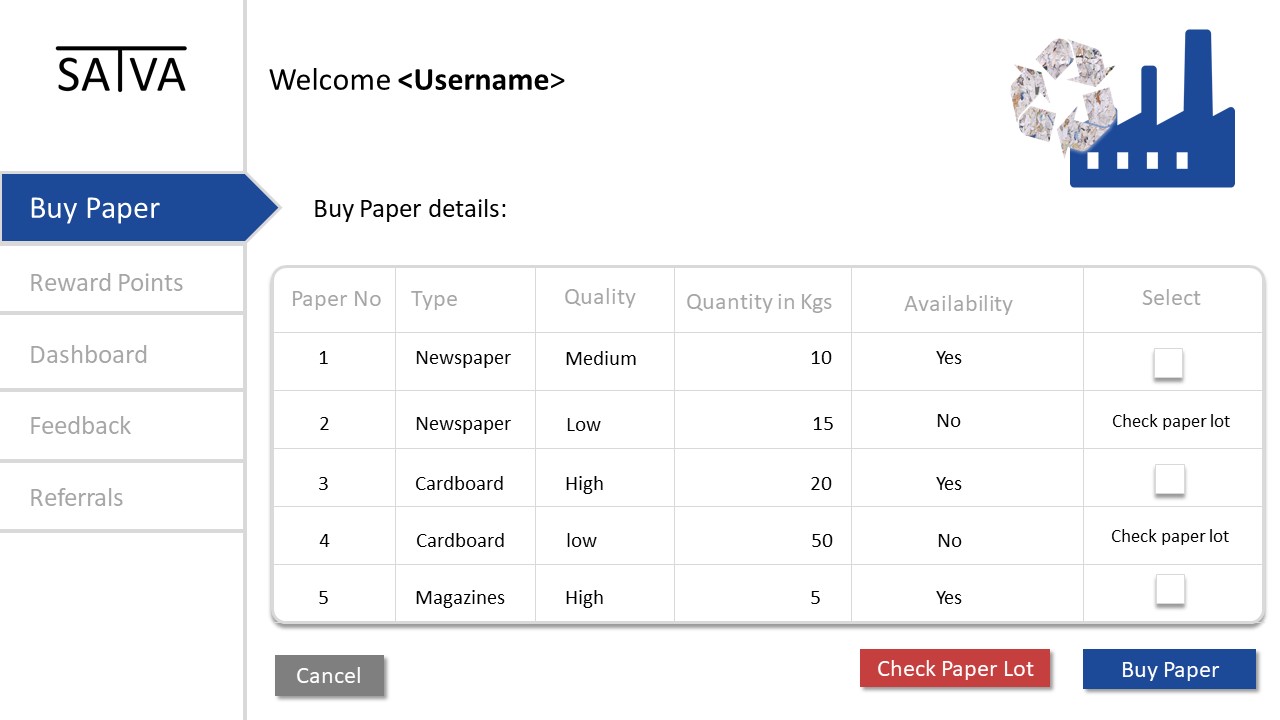 SATVA
Welcome <Username>
Buy Paper
Buy Paper details:
Reward Points
Dashboard
Feedback
Referrals
Paper No Type Quality Quantity in Kgs Availability Select
1 Newspaper Medium 10 Yes
2 Newspaper Low 15 No Check paper lot
3 Cardboard High 20 Yes
4 Cardboard low 50 No Check paper lot
5 Magazines High 5 Yes
Cancel Check Paper Lot Buy Paper